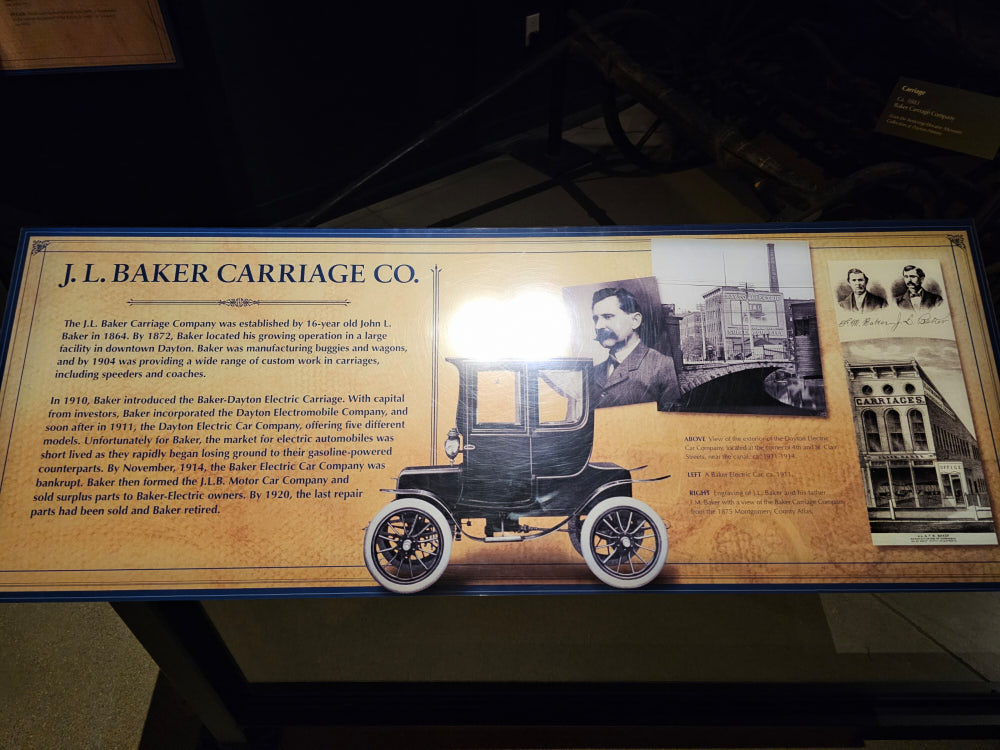 J. L. BAKER CARRIAGE CO.
The J.L. Baker Carriage Company was established by 16-year old John L.
Baker in 1864. By 1872, Baker located his growing operation in a large
facility in downtown Dayton. Baker was manufacturing buggies and wagons,
and by 1904 was providing a wide range of custom work in carriages,
including speeders and coaches.
In 1910, Baker introduced the Baker-Dayton Electric Carriage. With capital
from investors, Baker incorporated the Dayton Electromobile Company, and
soon after in 1911, the Dayton Electric Car Company, offering five different
models. Unfortunately for Baker, the market for electric automobiles was
short lived as they rapidly began losing ground to their gasoline-powered
counterparts. By November, 1914, the Baker Electric Car Company was
bankrupt. Baker then formed the J.L.B. Motor Car Company and
sold surplus parts to Baker-Electric owners. By 1920, the last repair
parts had been sold and Baker retired.
ABOVE View of the exterior of the Dayton Electric
Car Company, located at the corner of 4th and St. Clair
Streets, near the canal, ca. 1911-1914.
LEFT A Baker Electric Car, ca. 1911.
RIGHT Engraving of J.L. Baker and his father
J.M. Baker with a view of the Baker Carriage Company
from the 1875 Montgomery County Atlas.
CARRIAGES.
OFFICE
Carriage
Ca.
Baker Carriage Company